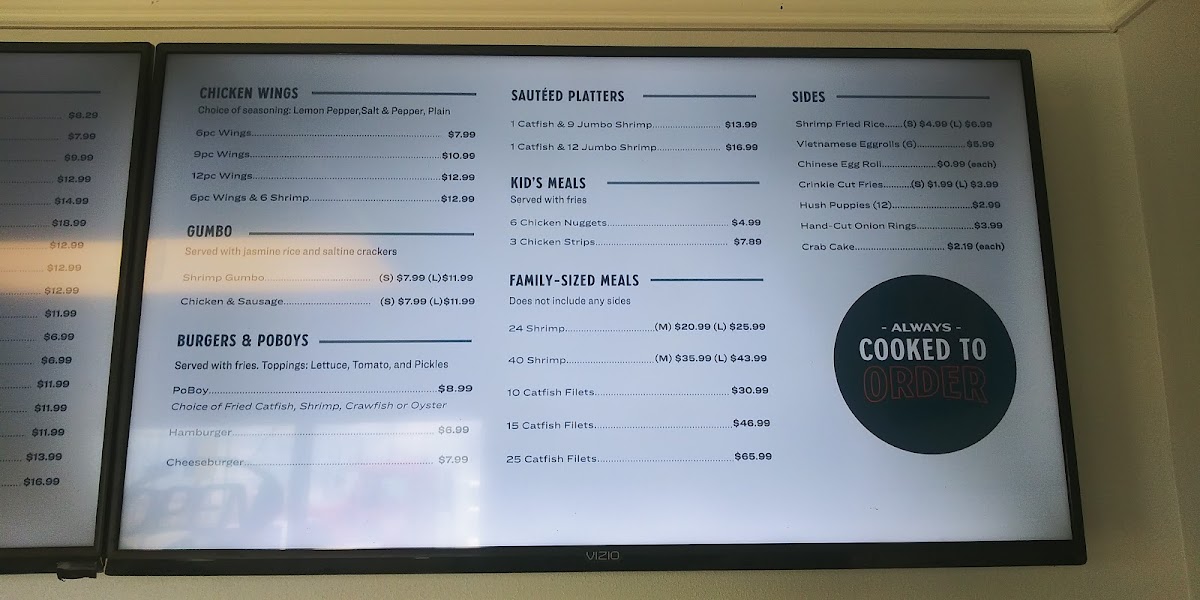 $8.29
$7.99
$9.99
$12.99
$14.99
$18.99
$12.99
$12.99
$12.99
$11.99
$6.99
$6.99
$11.99
$11.99
$11.99
$13.99
$16.99
CHICKEN WINGS
Choice of seasoning: Lemon Pepper,Salt & Pepper, Plain
6pc Wings $7.99
9pc Wings $10.99
12pc Wings $12.99
6pc Wings & 6 Shrimp $12.99
GUMBO
Served with jasmine rice and saltine crackers
Shrimp Gumbo (S) $7.99 (L)$11.99
Chicken & Sausage (S) $7.99 (L)$11.99
BURGERS & POBOYS
Served with fries. Toppings: Lettuce, Tomato, and Pickles
PoBoy $8.99
Choice of Fried Catfish, Shrimp, Crawfish or Oyster
Hamburger $6.99
Cheeseburger $7.99
SAUTÉED PLATTERS
1 Catfish & 9 Jumbo Shrimp $13.99
1 Catfish & 12 Jumbo Shrimp $16.99
KID'S MEALS
Served with fries
6 Chicken Nuggets $4.99
3 Chicken Strips $7.89
FAMILY-SIZED MEALS
Does not include any sides
24 Shrimp (M) $20.99 (L) $25.99
40 Shrimp (M) $35.99 (L) $43.99
10 Catfish Filets $30.99
15 Catfish Filets $46.99
25 Catfish Filets $65.99
SIDES
Shrimp Fried Rice (S) $4.99 (L) $6.99
Vietnamese Eggrolls (6) $6.99
Chinese Egg Roll $0.99 (each)
Crinkle Cut Fries (S) $1.99 (L) $3.99
Hush Puppies (12) $2.99
Hand-Cut Onion Rings $3.99
Crab Cake $2.19 (each)
- ALWAYS -
COOKED TO
ORDER
VIZIO